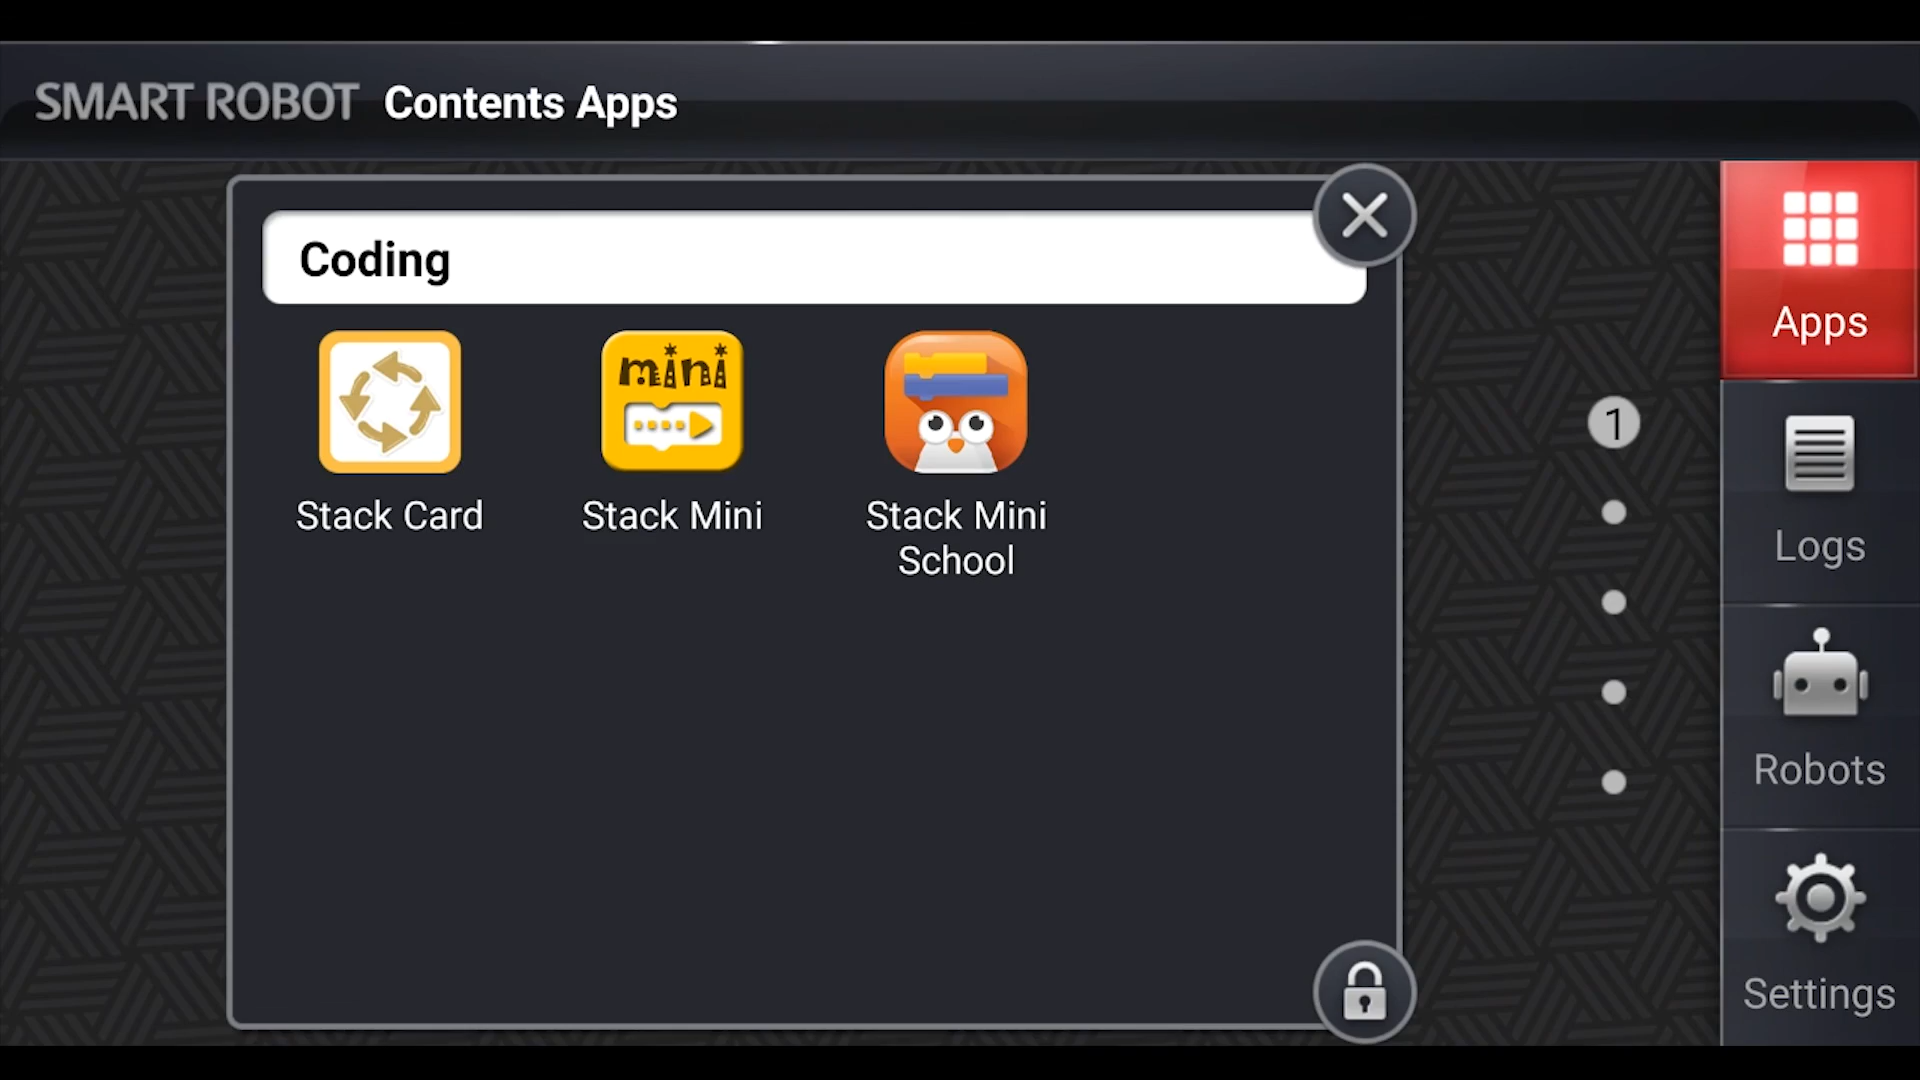 SMART ROBOT Contents Apps
Coding
mini
Stack Card
Stack Mini
Stack Mini
School
1
Apps
Logs
Robots
Settings